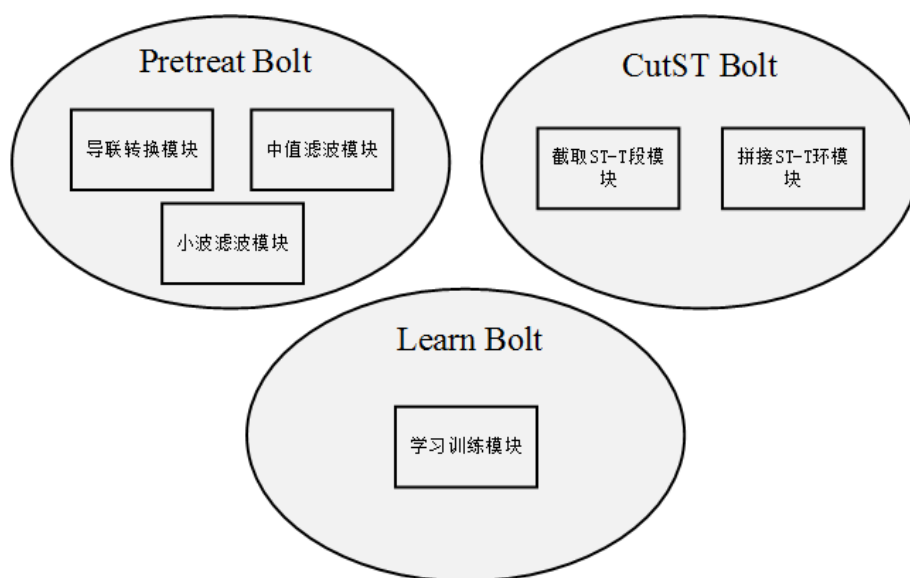 Pretreat Bolt
导联转换模块
中值滤波模块
小波滤波模块
CutST Bolt
截取ST-T段模
块
拼接ST-T环模
块
Learn Bolt
学习训练模块